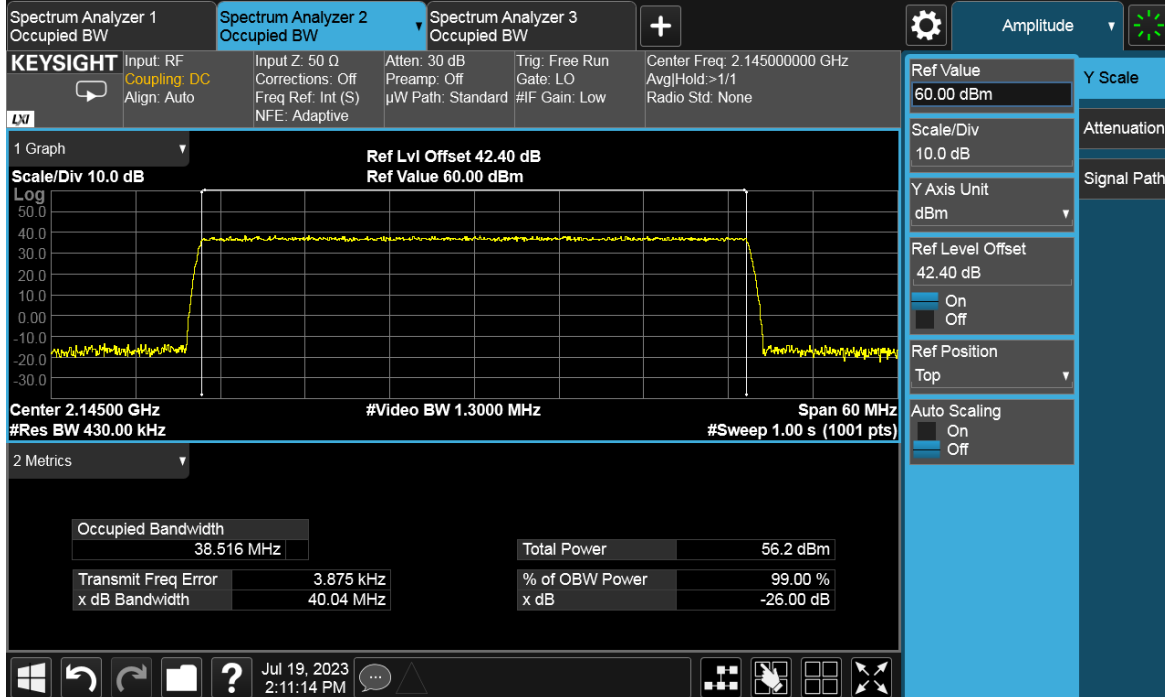 Spectrum Analyzer 1
Occupied BW
Spectrum Analyzer 2
Occupied BW
Spectrum Analyzer 3
Occupied BW
Amplitude
KEYSIGHT
LXI
Input: RF
Coupling: DC
Align: Auto
Input Z: 50 Ω
Corrections: Off
Freq Ref: Int (S)
NFE: Adaptive
Atten: 30 dB
Preamp: Off
µW Path: Standard
Trig: Free Run
Gate: LO
#IF Gain: Low
Center Freq: 2.145000000 GHz
Avg|Hold:>1/1
Radio Std: None
1 Graph
Scale/Div 10.0 dB
Ref Lvl Offset 42.40 dB
Ref Value 60.00 dBm
Log
50.0
40.0
30.0
20.0
10.0
0.00
-10.0
-20.0
-30.0
Center 2.14500 GHz
#Res BW 430.00 kHz
#Video BW 1.3000 MHz
Span 60 MHz
#Sweep 1.00 s (1001 pts)
2 Metrics
Occupied Bandwidth
38.516 MHz
Total Power 56.2 dBm
Transmit Freq Error 3.875 kHz
% of OBW Power 99.00 %
x dB Bandwidth 40.04 MHz
x dB -26.00 dB
Ref Value
60.00 dBm
Scale/Div
10.0 dB
Y Axis Unit
dBm
Ref Level Offset
42.40 dB
On
Off
Ref Position
Top
Auto Scaling
On
Off
Y Scale
Attenuation
Signal Path
?
Jul 19, 2023
2:11:14 PM